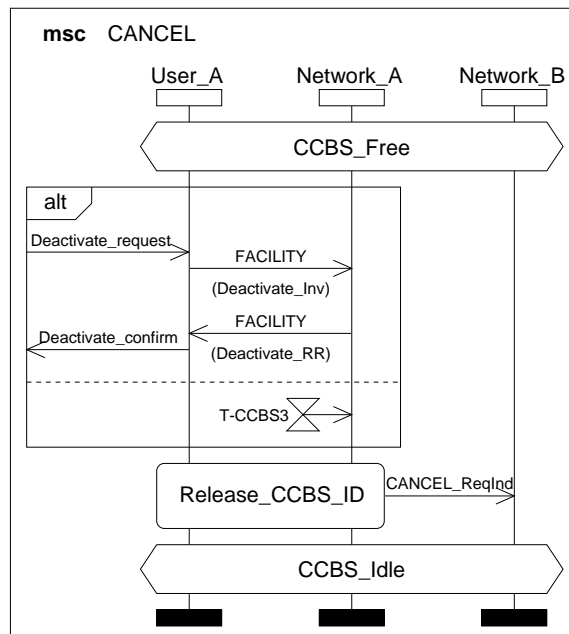 msc CANCEL
User_A Network_A Network_B
CCBS_Free
alt
Deactivate_request
FACILITY
(Deactivate_Inv)
FACILITY
Deactivate_confirm
(Deactivate_RR)
T-CCBS3
CANCEL_ReqInd
Release_CCBS_ID
CCBS_Idle